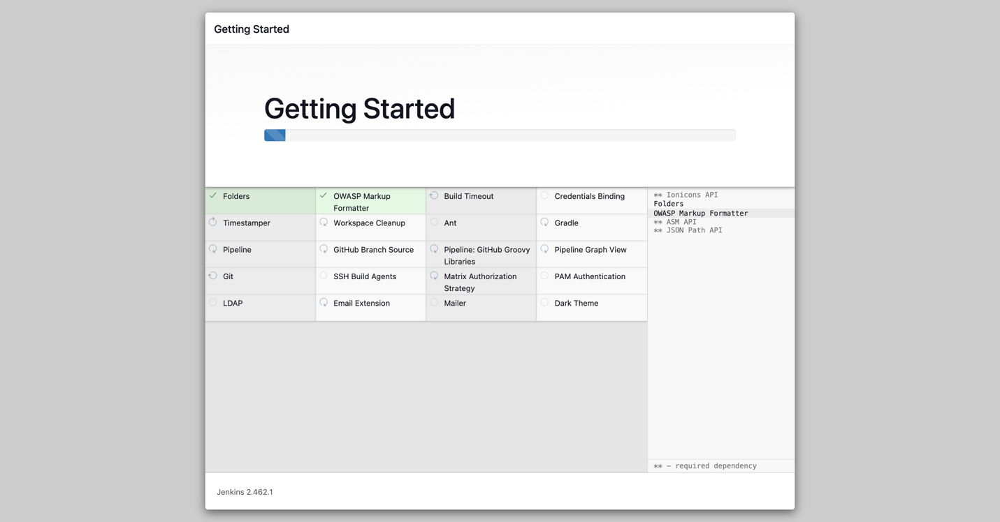 Getting Started
Getting Started
Folders
OWASP Markup
Formatter
Build Timeout
Credentials Binding
Timestamper
Workspace Cleanup
Ant
Gradle
Pipeline
GitHub Branch Source
Pipeline: GitHub Groovy
Libraries
Pipeline Graph View
Git
SSH Build Agents
Matrix Authorization
Strategy
PAM Authentication
LDAP
Email Extension
Mailer
Dark Theme
** Ionicons API
Folders
OWASP Markup Formatter
** ASM API
** JSON Path API
** – required dependency
Jenkins 2.462.1